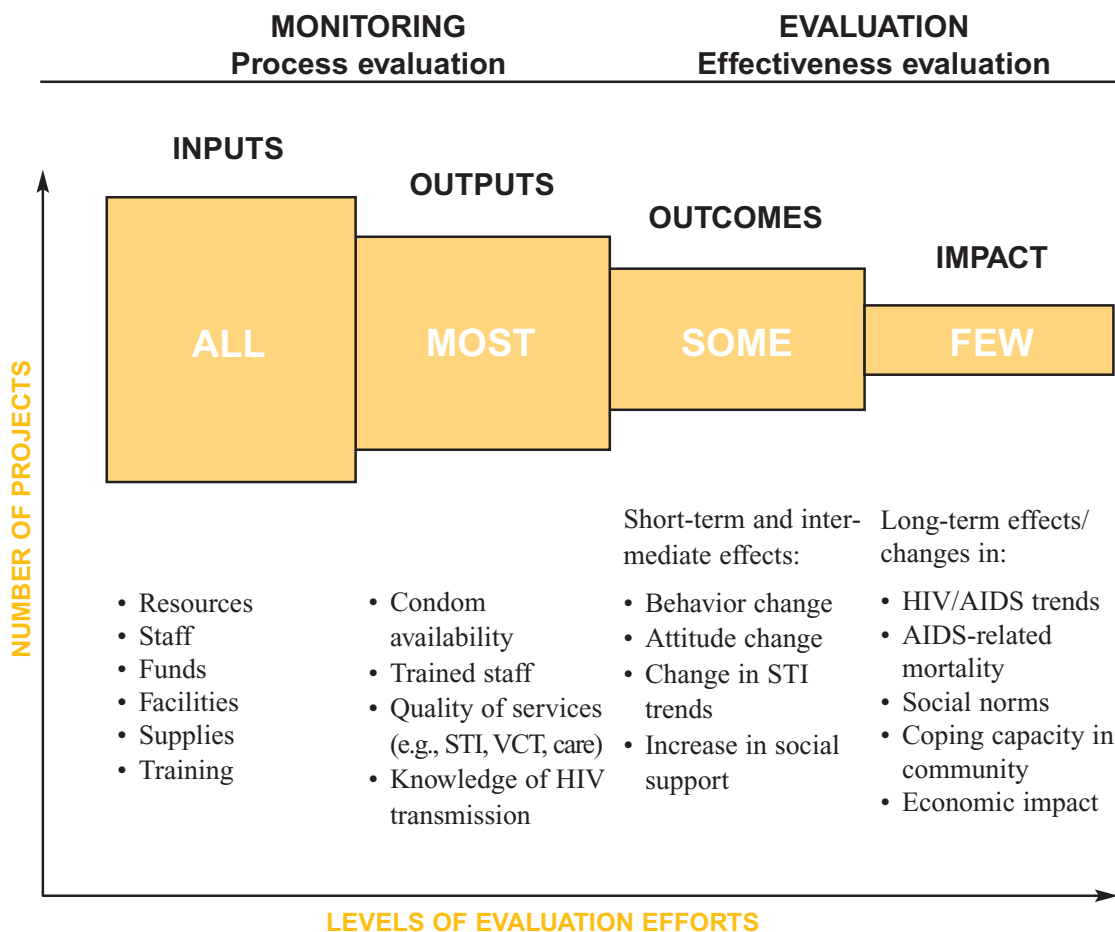 MONITORING
Process evaluation
EVALUATION
Effectiveness evaluation
INPUTS
OUTPUTS
OUTCOMES
IMPACT
ALL
MOST
SOME
FEW
NUMBER OF PROJECTS
• Resources
• Staff
• Funds
• Facilities
• Supplies
• Training
• Condom
availability
• Trained staff
• Quality of services
(e.g., STI, VCT, care)
• Knowledge of HIV
transmission
Short-term and inter-
mediate effects:
• Behavior change
• Attitude change
• Change in STI
trends
• Increase in social
support
Long-term effects/
changes in:
• HIV/AIDS trends
• AIDS-related
mortality
• Social norms
• Coping capacity in
community
• Economic impact
LEVELS OF EVALUATION EFFORTS